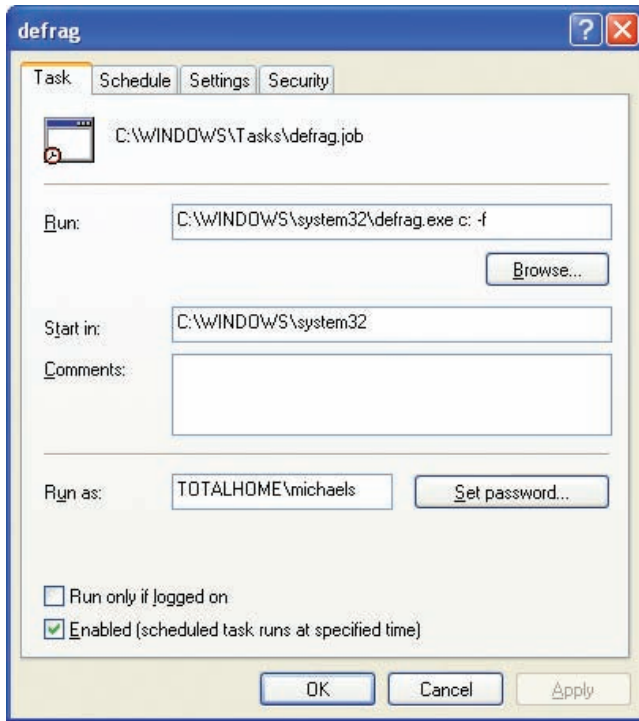 defrag
Task Schedule Settings Security
C:\WINDOWS\Tasks\defrag.job
Run: C:\WINDOWS\system32\defrag.exe c: -f
Browse...
Start in: C:\WINDOWS\system32
Comments:
Run as: TOTALHOME\michaels Set password...
Run only if logged on
Enabled (scheduled task runs at specified time)
OK Cancel Apply